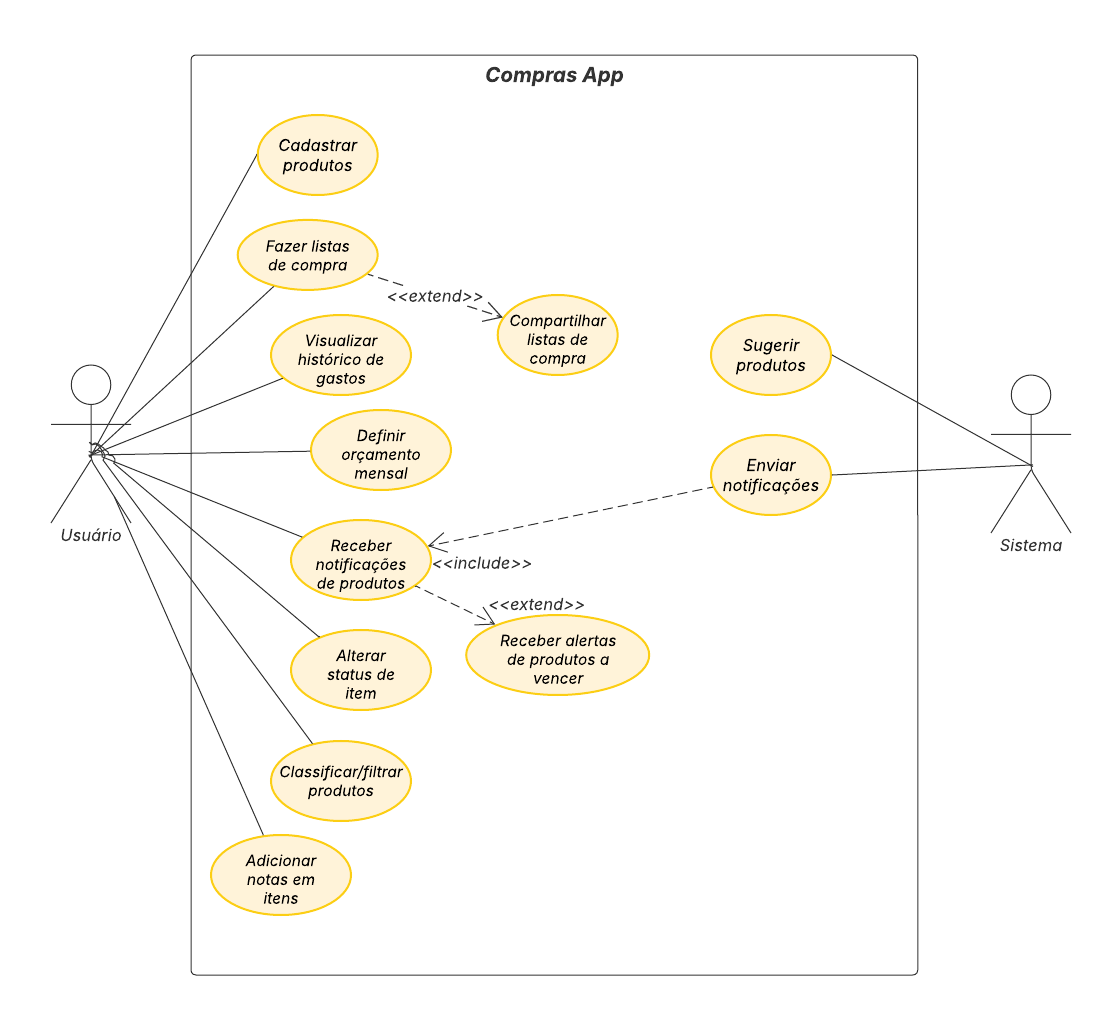 Compras App
Cadastrar
produtos
Fazer listas
de compra
<<extend>>
Compartilhar
listas de
compra
Visualizar
histórico de
gastos
Sugerir
produtos
Definir
orçamento
mensal
Enviar
notificações
Usuário
Sistema
Receber
notificações
de produtos
<<include>>
<<extend>>
Receber alertas
de produtos a
vencer
Alterar
status de
item
Classificar/filtrar
produtos
Adicionar
notas em
itens